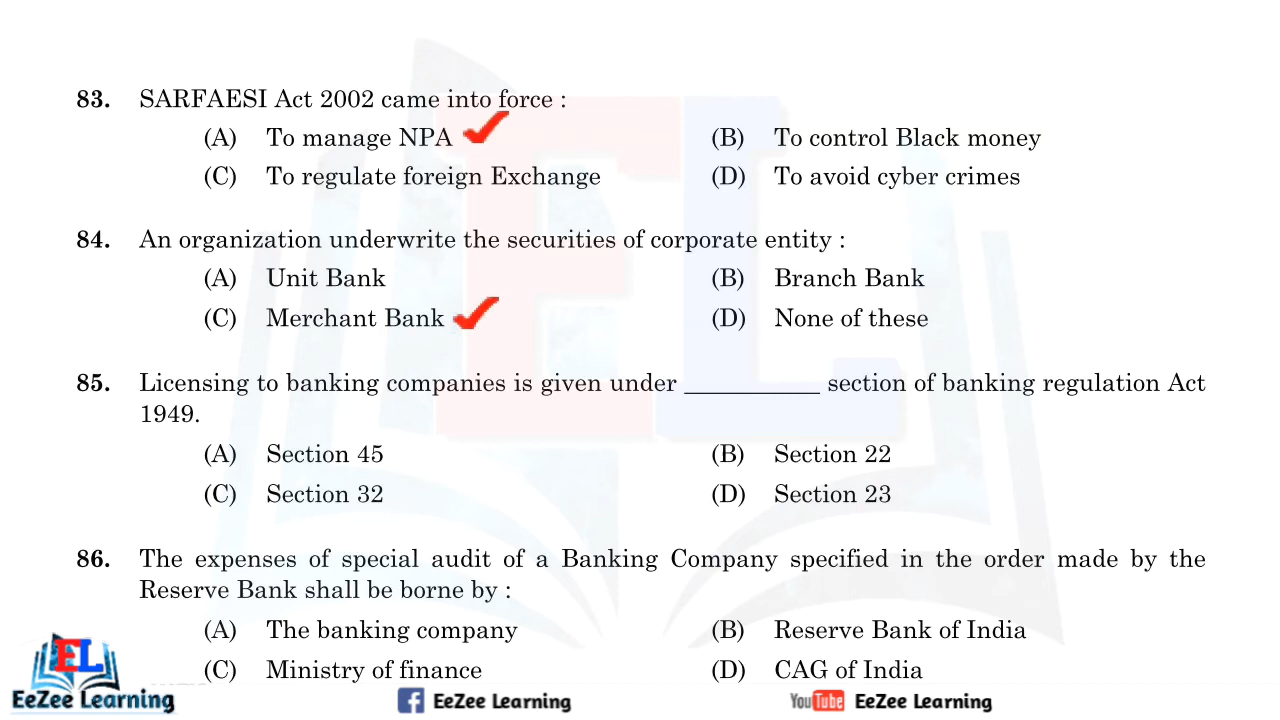 83. SARFAESI Act 2002 came into force :
(A) To manage NPA (B) To control Black money
(C) To regulate foreign Exchange (D) To avoid cyber crimes
84. An organization underwrite the securities of corporate entity :
(A) Unit Bank (B) Branch Bank
(C) Merchant Bank (D) None of these
85. Licensing to banking companies is given under __________ section of banking regulation Act
1949.
(A) Section 45 (B) Section 22
(C) Section 32 (D) Section 23
86. The expenses of special audit of a Banking Company specified in the order made by the
Reserve Bank shall be borne by :
(A) The banking company (B) Reserve Bank of India
(C) Ministry of finance (D) CAG of India
EL
EeZee Learning f EeZee Learning YouTube EeZee Learning